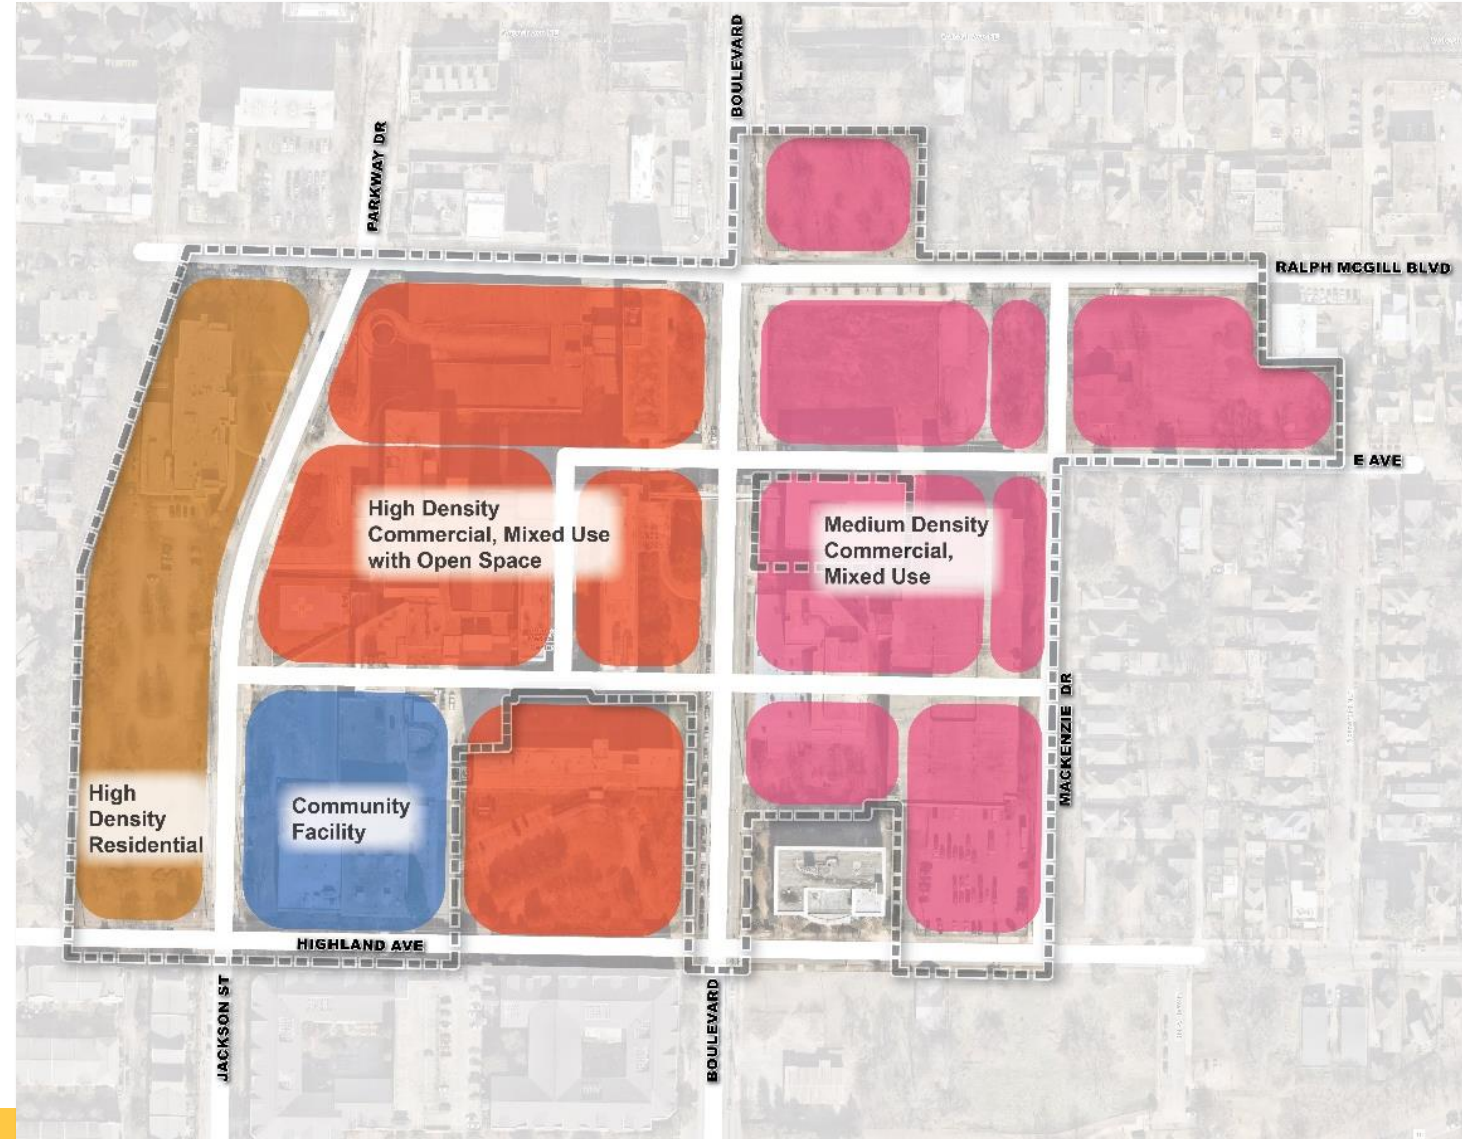 BOULEVARD
PARKWAY DR
RALPH MCGILL BLVD
E AVE
High Density
Commercial, Mixed Use
with Open Space
Medium Density
Commercial,
Mixed Use
MACKENZIE DR
High
Density
Residential
Community
Facility
HIGHLAND AVE
JACKSON ST
BOULEVARD